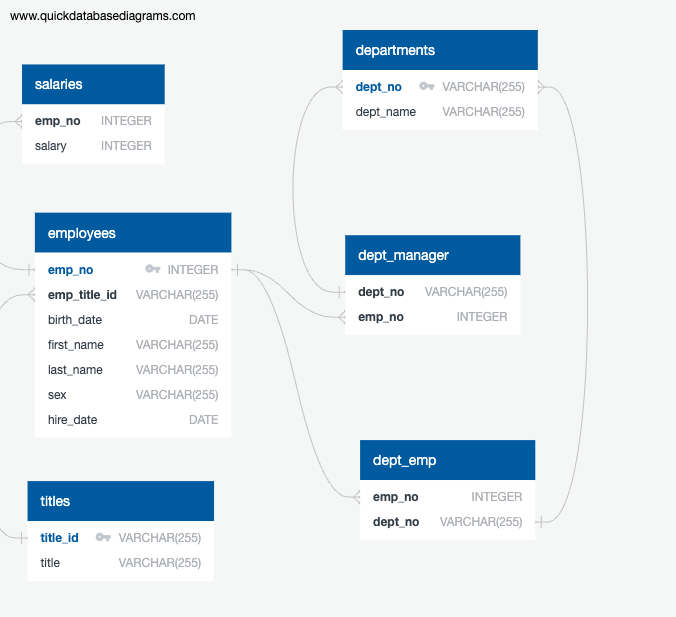 www.quickdatabasediagrams.com
salaries
emp_no INTEGER
salary INTEGER
employees
emp_no INTEGER
emp_title_id VARCHAR(255)
birth_date DATE
first_name VARCHAR(255)
last_name VARCHAR(255)
sex VARCHAR(255)
hire_date DATE
titles
title_id VARCHAR(255)
title VARCHAR(255)
departments
dept_no VARCHAR(255)
dept_name VARCHAR(255)
dept_manager
dept_no VARCHAR(255)
emp_no INTEGER
dept_emp
emp_no INTEGER
dept_no VARCHAR(255)